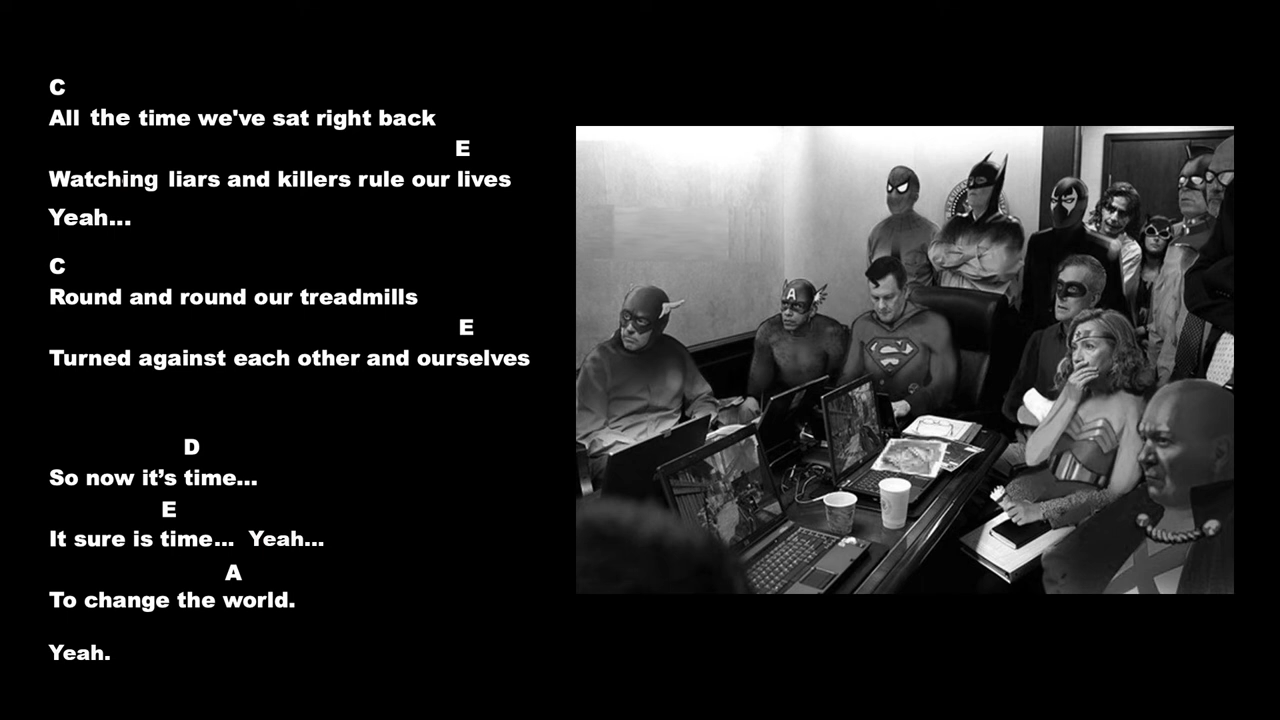 C
All the time we've sat right back
E
Watching liars and killers rule our lives
Yeah...
C
Round and round our treadmills
E
Turned against each other and ourselves
D
So now it’s time...
E
It sure is time... Yeah...
A
To change the world.
Yeah.
A
S